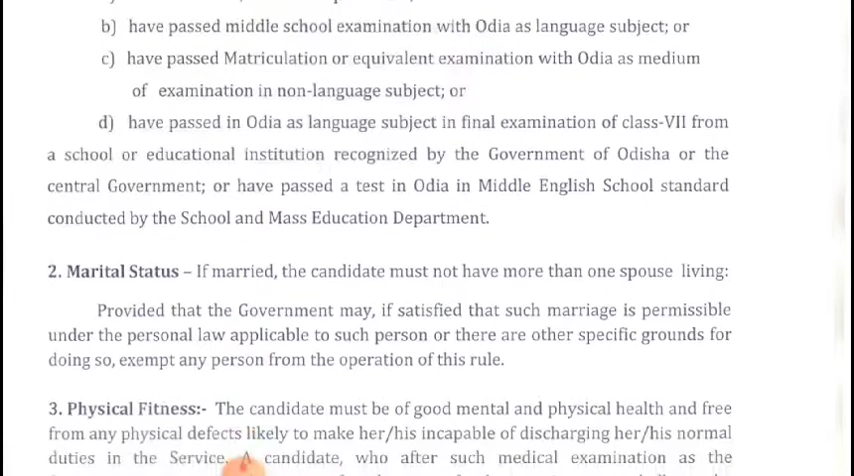 b) have passed middle school examination with Odia as language subject; or
c) have passed Matriculation or equivalent examination with Odia as medium
of examination in non-language subject; or
d) have passed in Odia as language subject in final examination of class-VII from
a school or educational institution recognized by the Government of Odisha or the
central Government; or have passed a test in Odia in Middle English School standard
conducted by the School and Mass Education Department.
2. Marital Status – If married, the candidate must not have more than one spouse living:
Provided that the Government may, if satisfied that such marriage is permissible
under the personal law applicable to such person or there are other specific grounds for
doing so, exempt any person from the operation of this rule.
3. Physical Fitness:- The candidate must be of good mental and physical health and free
from any physical defects likely to make her/his incapable of discharging her/his normal
duties in the Service. A candidate, who after such medical examination as the